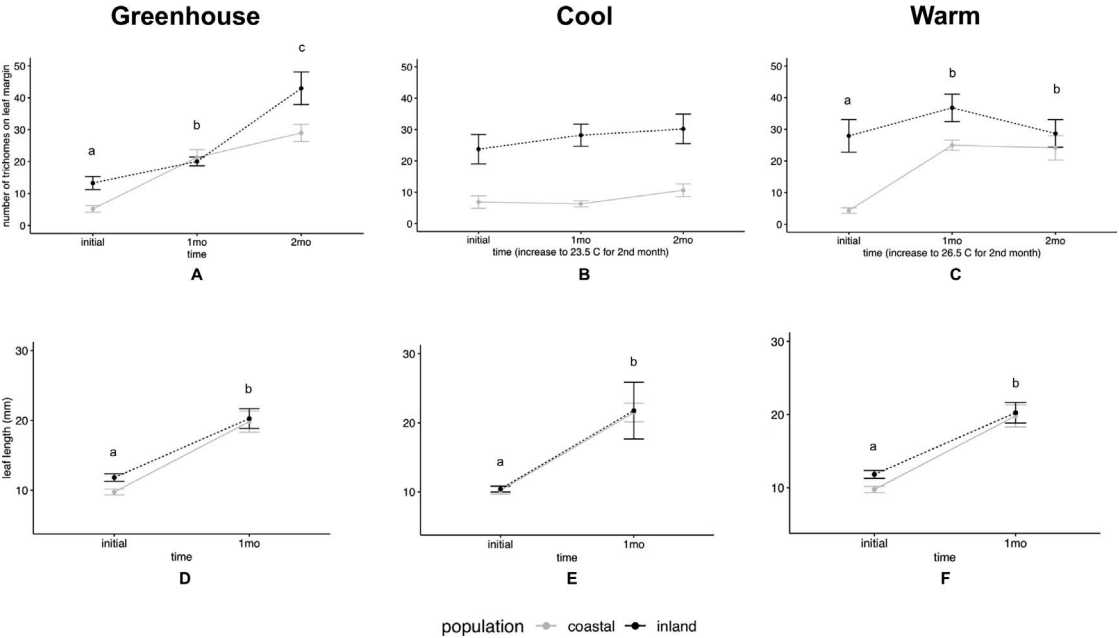 Greenhouse
Cool
Warm
number of trichomes on leaf margin
50
40
30
20
10
0
a
b
c
initial
1mo
2mo
time
A
50
40
30
20
10
0
initial
1mo
2mo
time (increase to 23.5 C for 2nd month)
B
50
40
30
20
10
0
a
b
b
initial
1mo
2mo
time (increase to 26.5 C for 2nd month)
C
leaf length (mm)
30
20
10
a
b
initial
1mo
time
D
30
20
10
a
b
initial
1mo
time
E
30
20
10
a
b
initial
1mo
time
F
population coastal inland